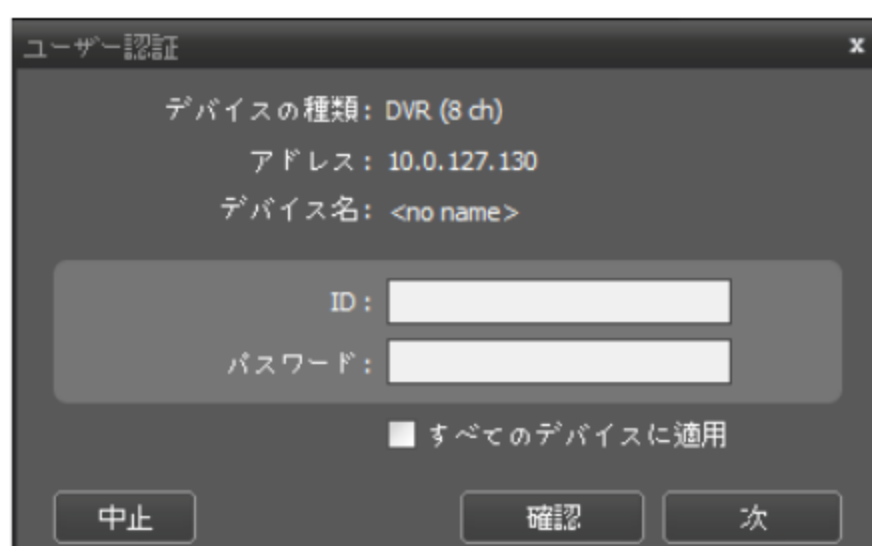 ユーザー認証 x
デバイスの種類: DVR (8 ch)
アドレス: 10.0.127.130
デバイス名: <no name>
ID:
パスワード:
すべてのデバイスに適用
中止 確認 次